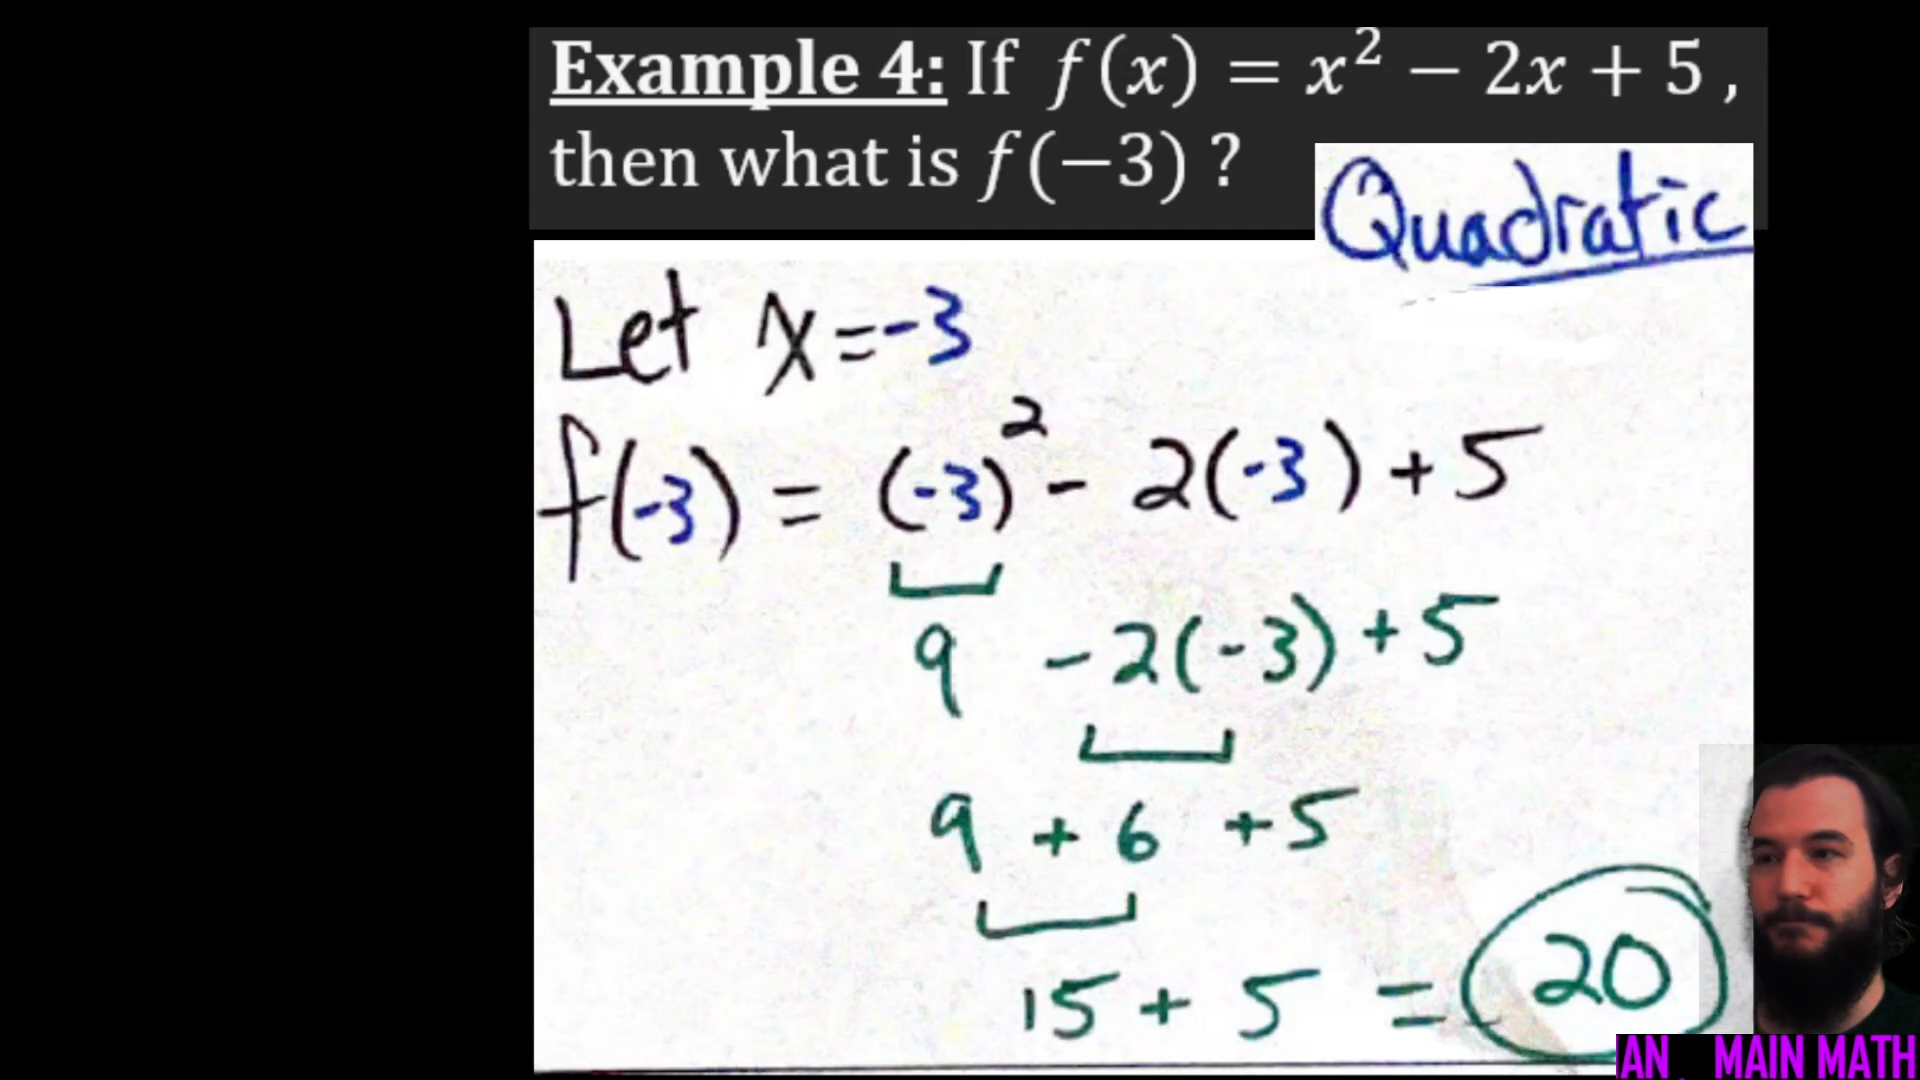 Example 4: If f(x) = x² − 2x + 5 ,
then what is f(−3) ?
Quadratic
Let x = -3
f(-3) = (-3)² - 2(-3) + 5
9 - 2(-3) + 5
9 + 6 + 5
15 + 5 = 20
AN MAIN MATH